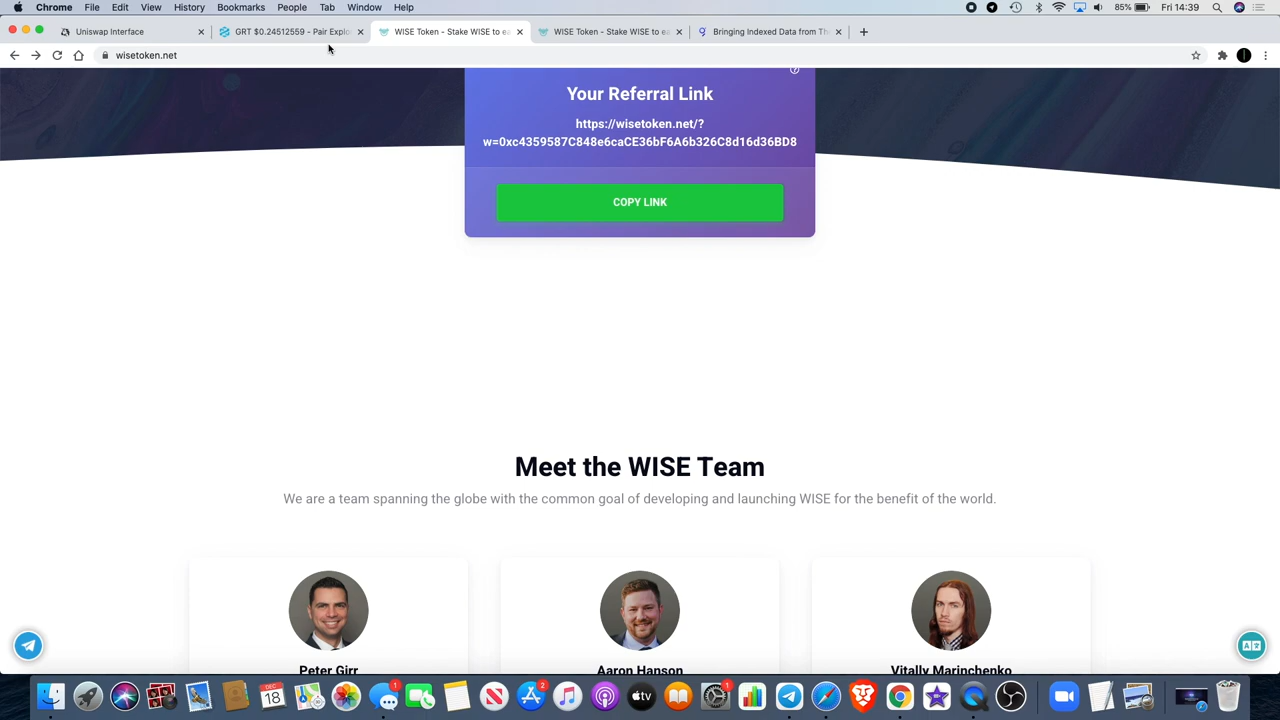 Chrome File Edit View History Bookmarks People Tab Window Help 85% Fri 14:39
Uniswap Interface GRT $0.24512559 - Pair Explo WISE Token - Stake WISE to ea WISE Token - Stake WISE to ea Bringing Indexed Data from Th
wisetoken.net
Your Referral Link
https://wisetoken.net/?
w=0xc4359587C848e6caCE36bF6A6b326C8d16d36BD8
COPY LINK
Meet the WISE Team
We are a team spanning the globe with the common goal of developing and launching WISE for the benefit of the world.
Peter Girr Aaron Hanson Vitally Marinchenko